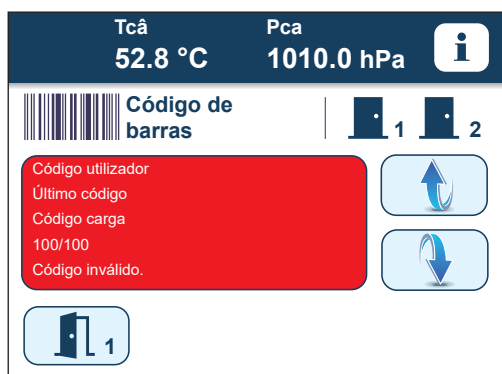 Tcâ Pca
52.8 °C 1010.0 hPa i
Código de
barras
1 2
Código utilizador
Último código
Código carga
100/100
Código inválido.
1